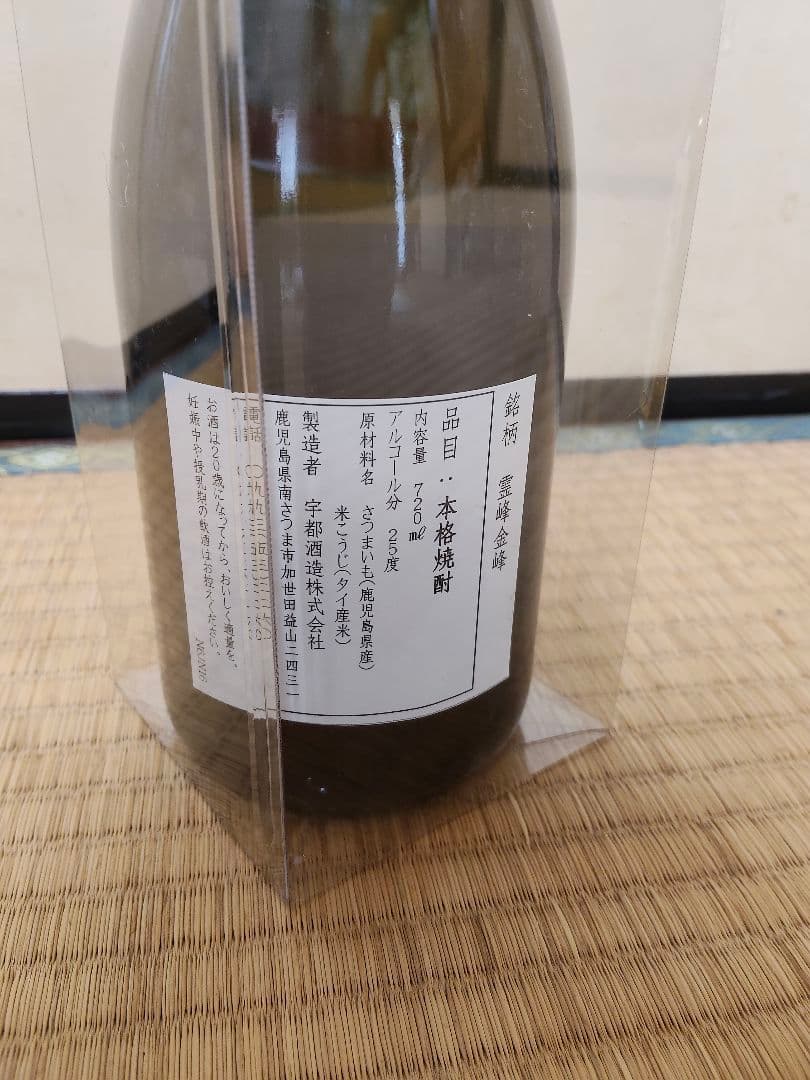 銘柄 霊峰金峰
品目：本格焼酎
内容量 720㎖
アルコール分 25度
原材料名 さつまいも(鹿児島県産)
米こうじ(タイ産米)
製造者 宇都酒造株式会社
鹿児島県南さつま市加世田益山二四三一
電話
お酒は20歳になってから、おいしく適量を。
妊娠中や授乳期の飲酒はお控えください。